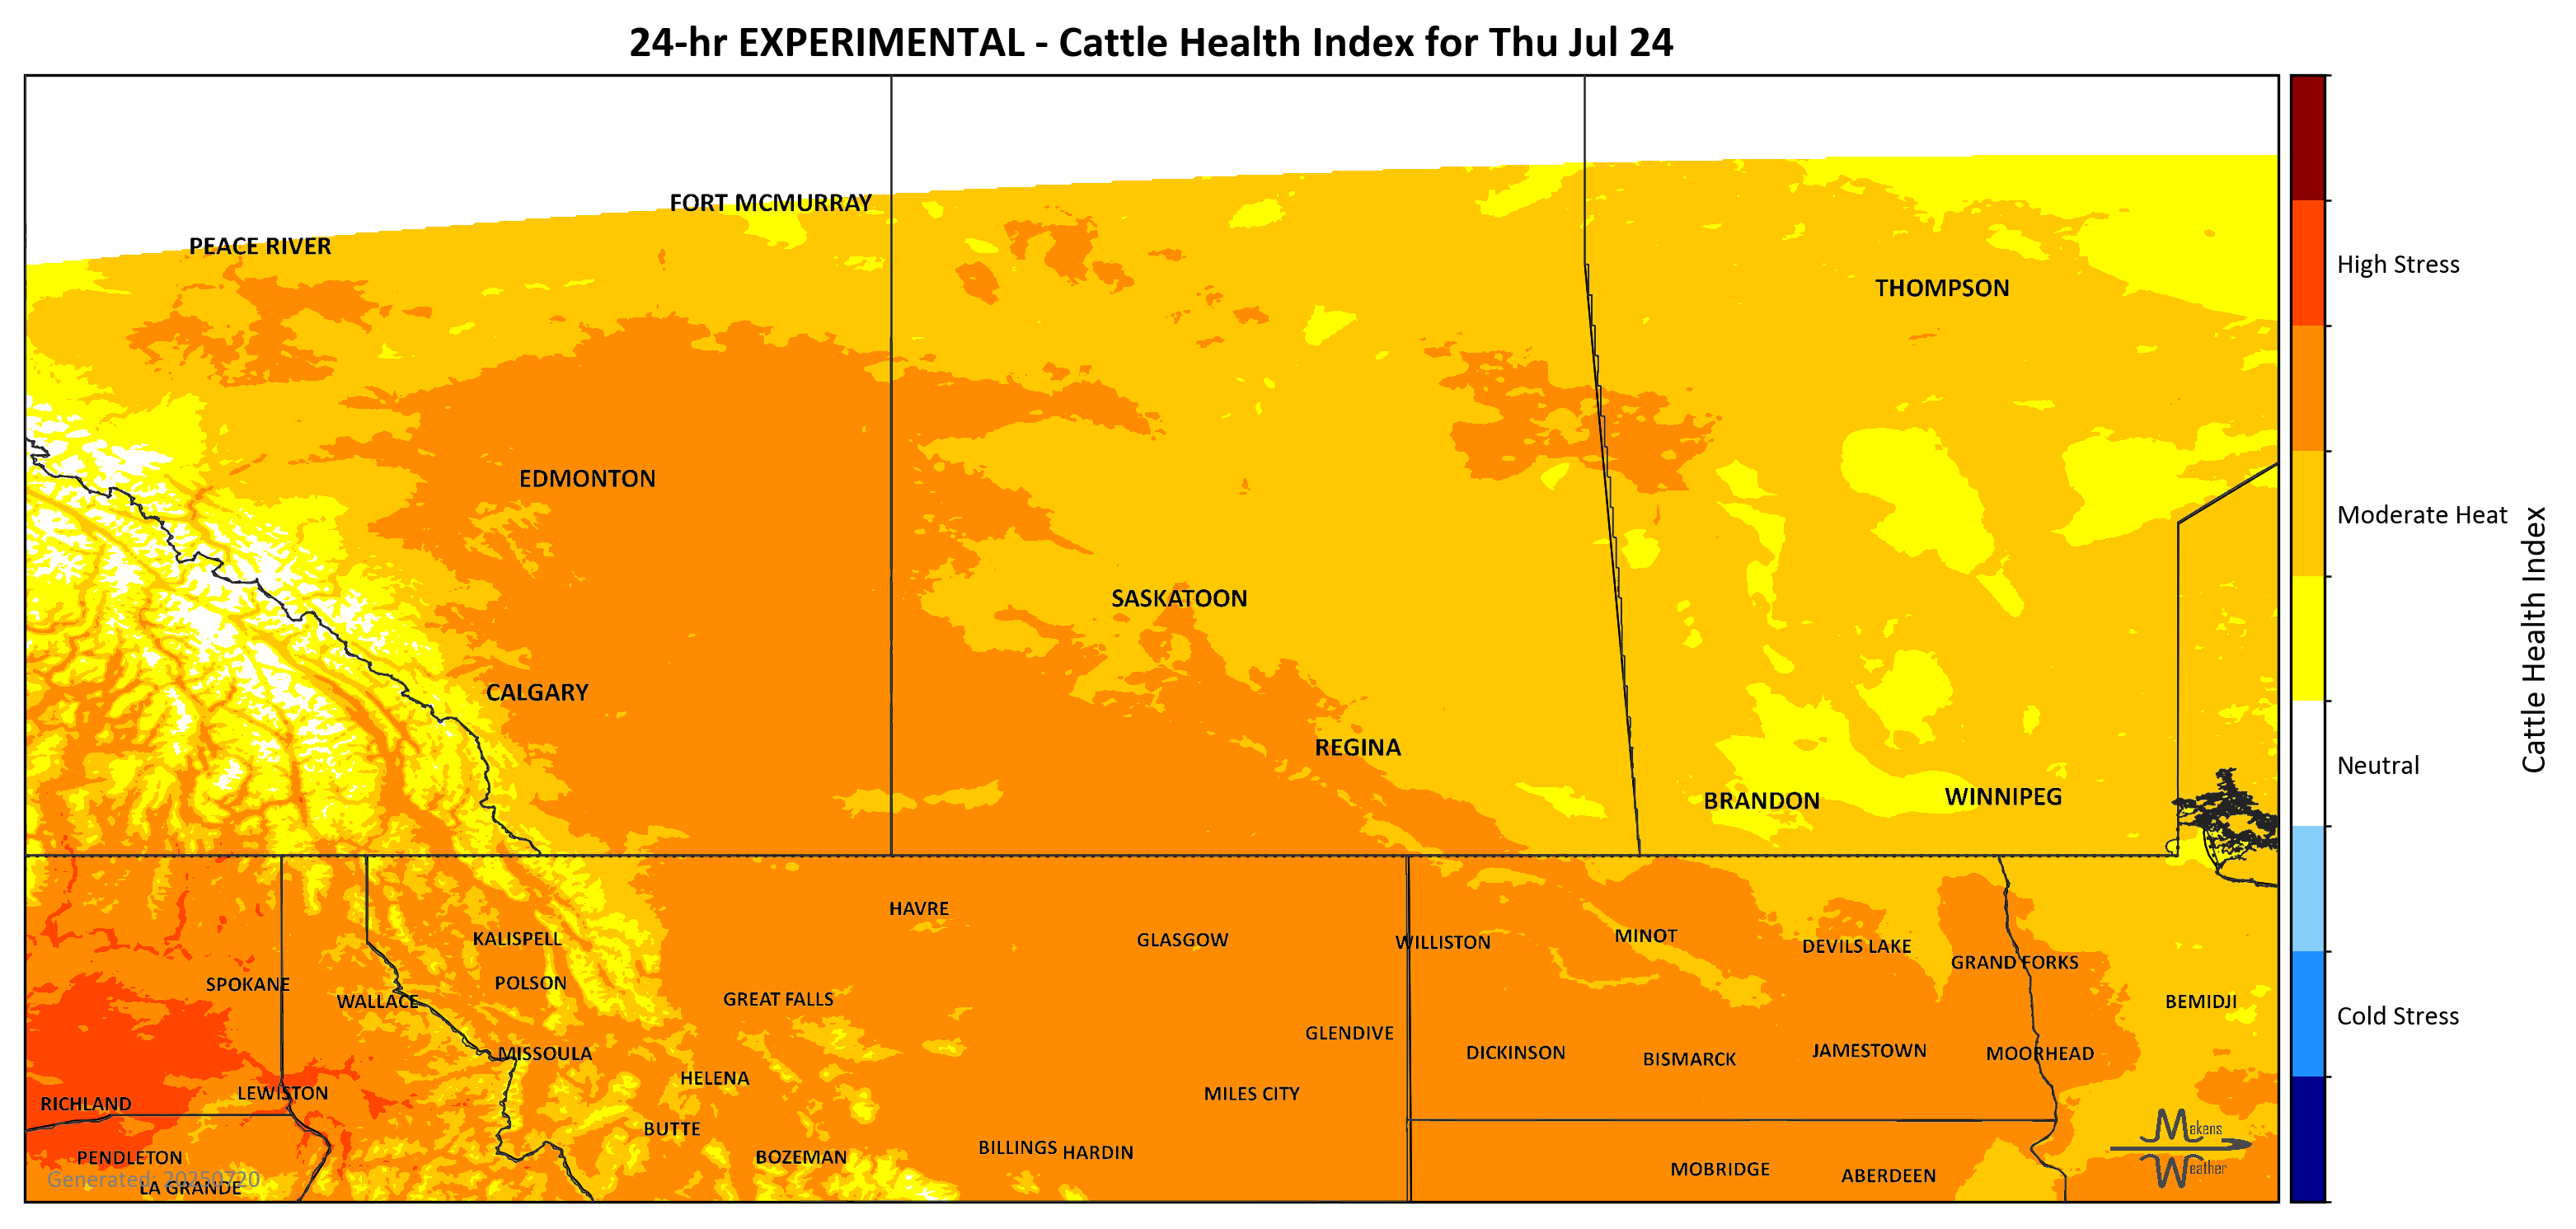 24-hr EXPERIMENTAL - Cattle Health Index for Thu Jul 24
FORT MCMURRAY
PEACE RIVER
THOMPSON
EDMONTON
SASKATOON
CALGARY
REGINA
BRANDON
WINNIPEG
HAVRE
KALISPELL
GLASGOW
WILLISTON
MINOT
DEVILS LAKE
GRAND FORKS
SPOKANE
POLSON
WALLACE
GREAT FALLS
BEMIDJI
GLENDIVE
MISSOULA
DICKINSON
BISMARCK
JAMESTOWN
MOORHEAD
HELENA
LEWISTON
MILES CITY
RICHLAND
BUTTE
BILLINGS
HARDIN
PENDLETON
BOZEMAN
MOBRIDGE
ABERDEEN
Generated: 20250720
LA GRANDE
Makens
Weather
High Stress
Moderate Heat
Neutral
Cold Stress
Cattle Health Index